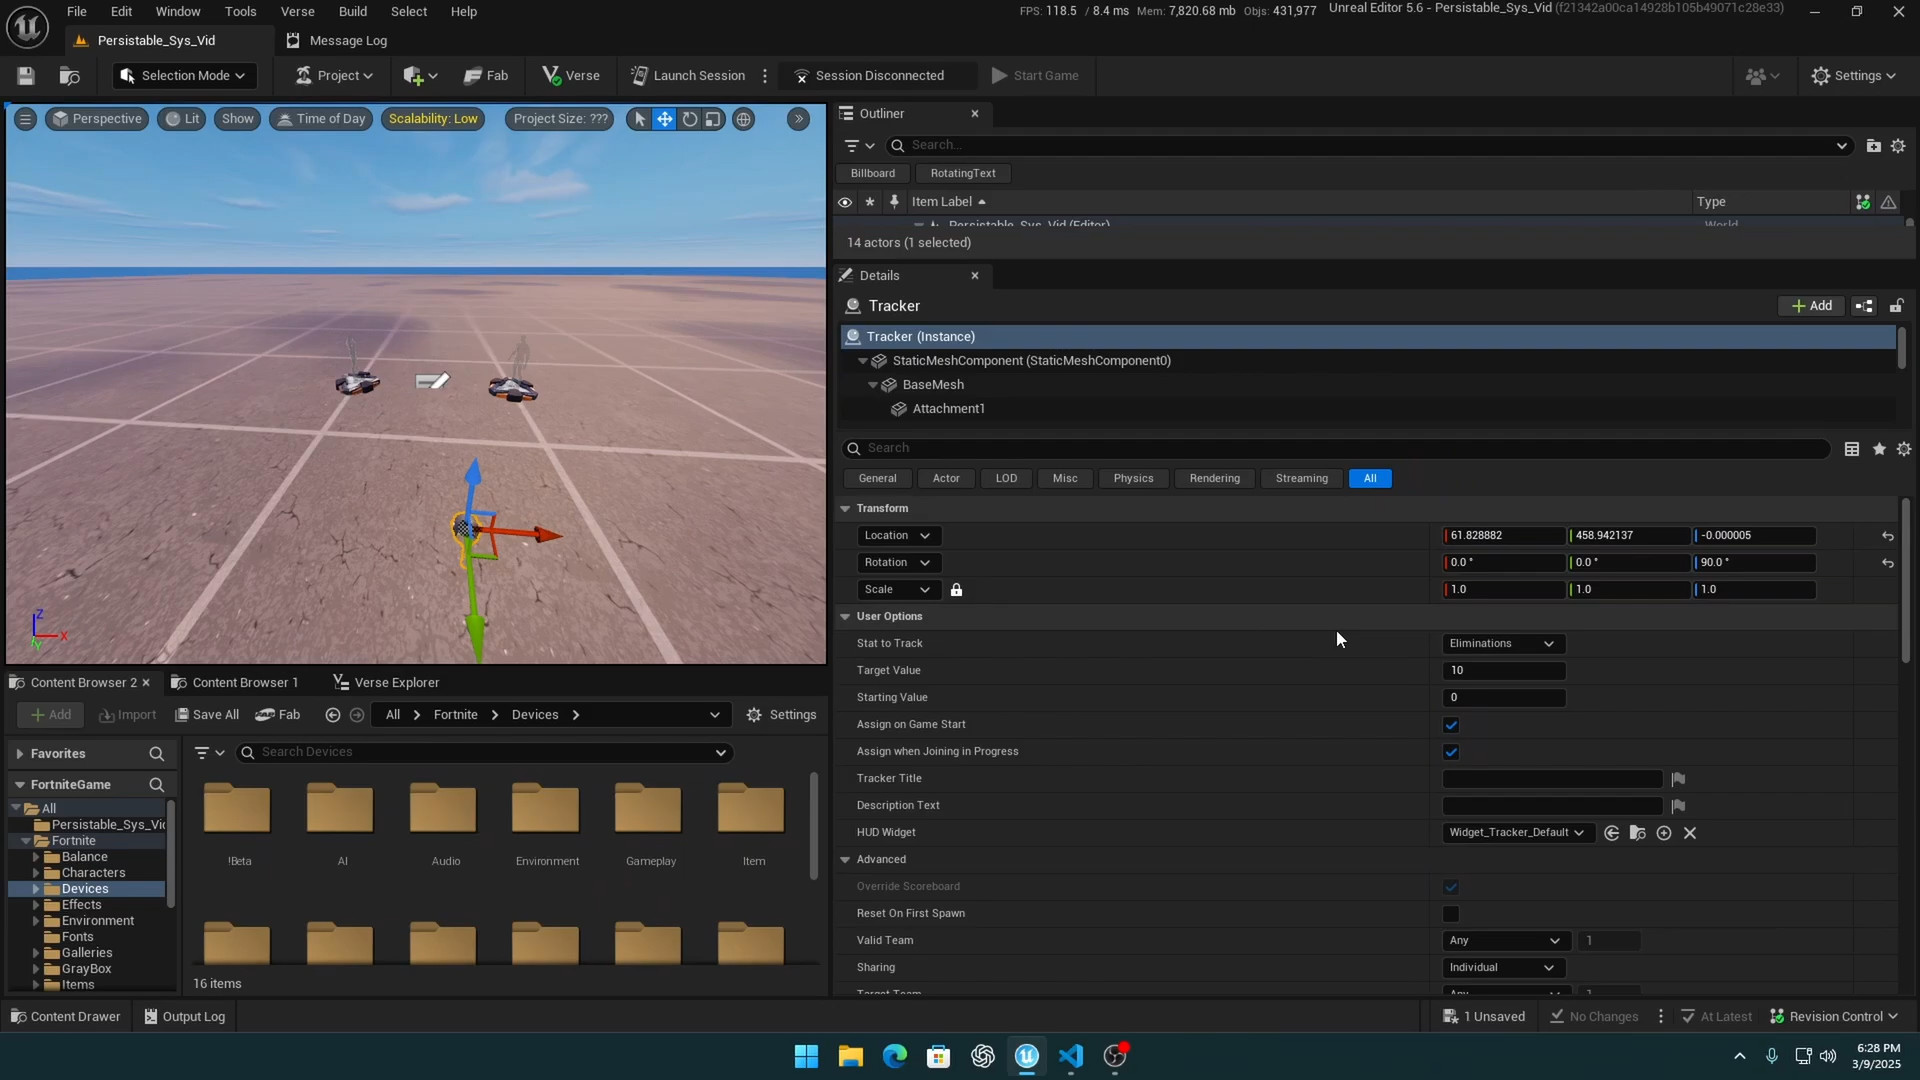 File Edit Window Tools Verse Build Select Help
FPS: 118.5 / 8.4 ms Mem: 7,820.68 mb Objs: 431,977 Unreal Editor 5.6 - Persistable_Sys_Vid (f21342a00ca14928b105b49071c28e33)
Persistable_Sys_Vid Message Log
Selection Mode Project Fab Verse Launch Session Session Disconnected Start Game Settings
Perspective Lit Show Time of Day Scalability: Low Project Size: ???
Outliner
Search...
Billboard RotatingText
Item Label Type
Persistable_Sys_Vid (Editor) World
14 actors (1 selected)
Details
Tracker Add
Tracker (Instance)
StaticMeshComponent (StaticMeshComponent0)
BaseMesh
Attachment1
Search
General Actor LOD Misc Physics Rendering Streaming All
Transform
Location 61.828882 458.942137 -0.000005
Rotation 0.0 ° 0.0 ° 90.0 °
Scale 1.0 1.0 1.0
User Options
Stat to Track Eliminations
Target Value 10
Starting Value 0
Assign on Game Start
Assign when Joining in Progress
Tracker Title
Description Text
HUD Widget Widget_Tracker_Default
Advanced
Override Scoreboard
Reset On First Spawn
Valid Team Any 1
Sharing Individual
Target Team Any 1
Z
X
Y
Content Browser 2 Content Browser 1 Verse Explorer
Add Import Save All Fab All Fortnite Devices Settings
Favorites
Search Devices
FortniteGame
All
Persistable_Sys_Vi
Fortnite
Balance
Characters
Devices
Effects
Environment
Fonts
Galleries
GrayBox
Items
!Beta AI Audio Environment Gameplay Item
16 items
Content Drawer Output Log 1 Unsaved No Changes At Latest Revision Control
6:28 PM
3/9/2025